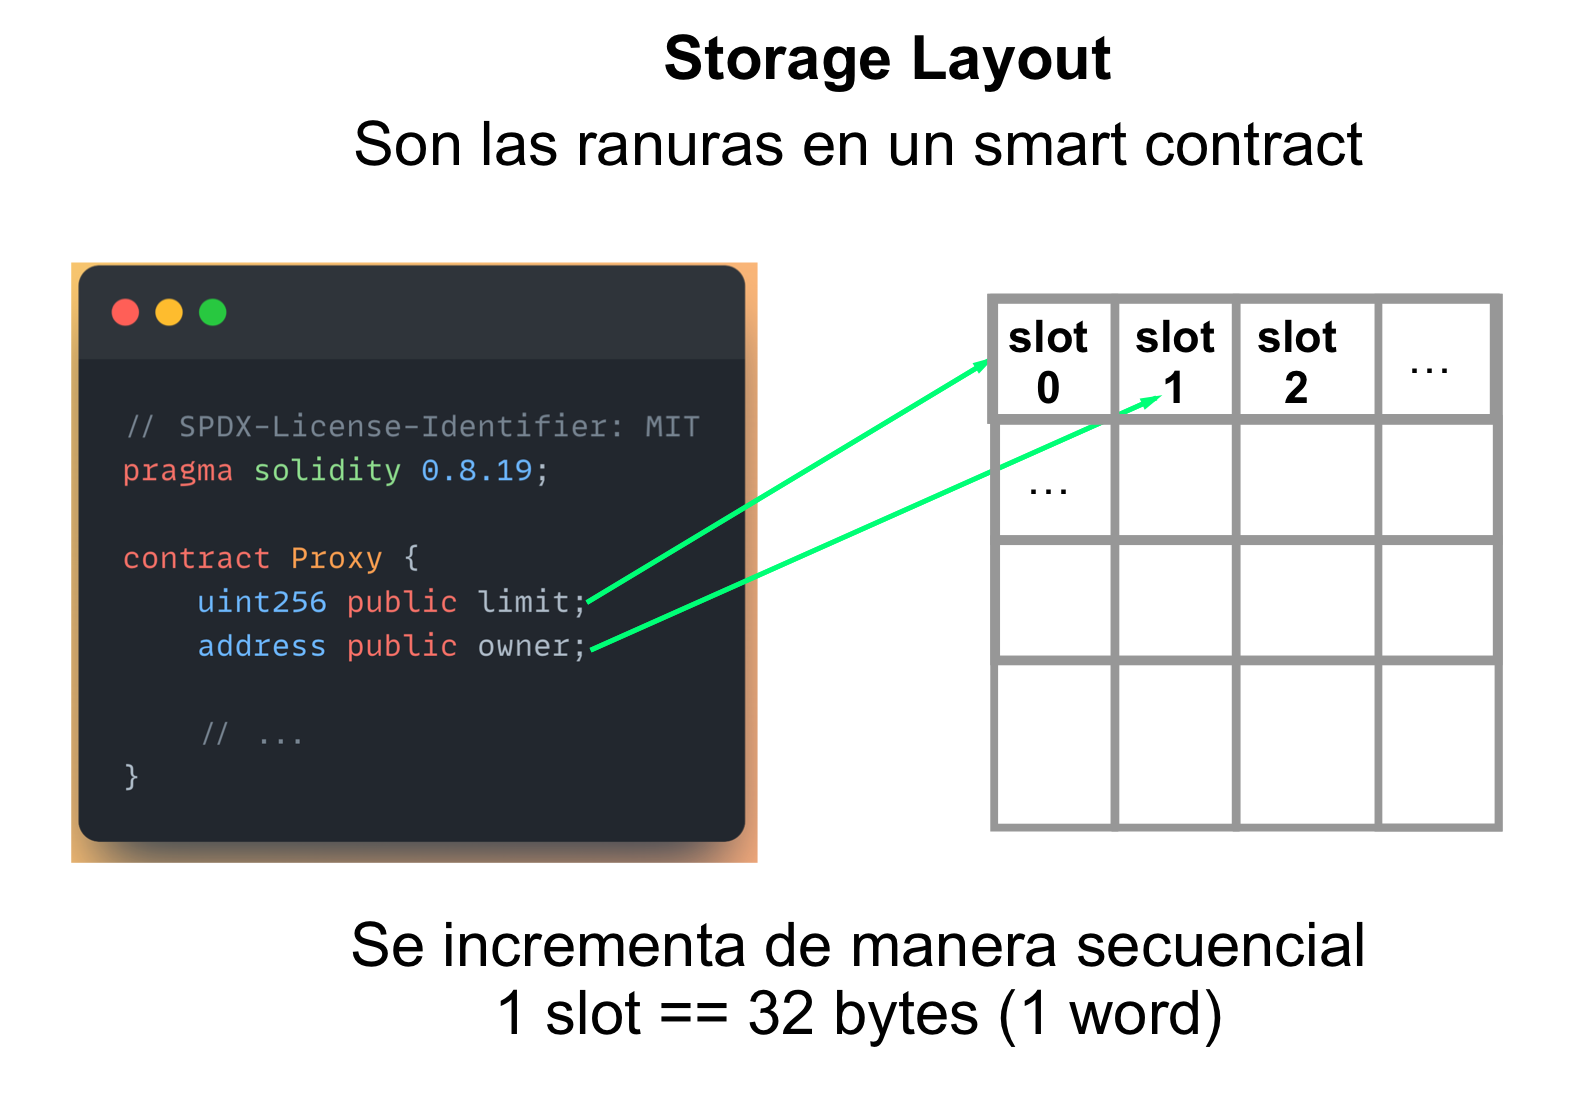 Storage Layout
Son las ranuras en un smart contract
// SPDX-License-Identifier: MIT
pragma solidity 0.8.19;
contract Proxy {
uint256 public limit;
address public owner;
// ...
}
slot
0
slot
1
slot
2
...
...
Se incrementa de manera secuencial
1 slot == 32 bytes (1 word)